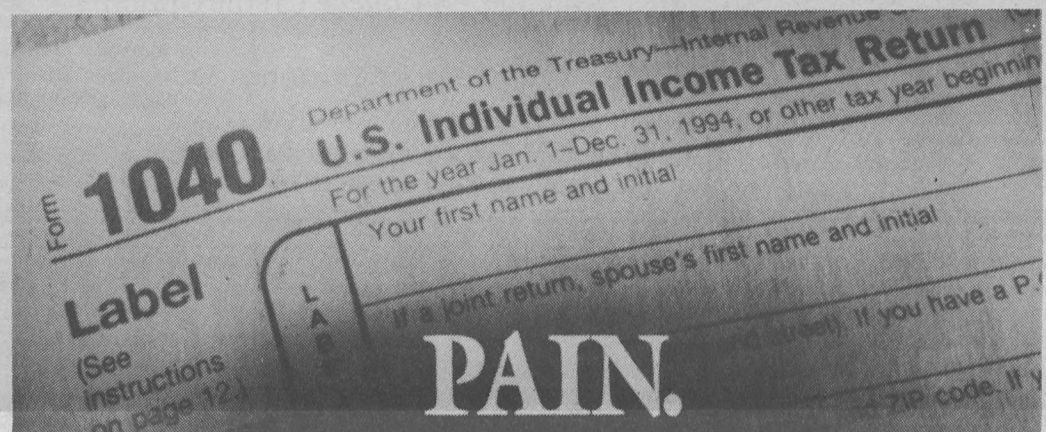 Department of the Treasury—Internal Revenue
Form 1040 U.S. Individual Income Tax Return
For the year Jan. 1–Dec. 31, 1994, or other tax year beginning
Label
(See
instructions
on page 12.)
L
A
B
Your first name and initial
If a joint return, spouse's first name and initial
street). If you have a P.
ZIP code. If y
PAIN.